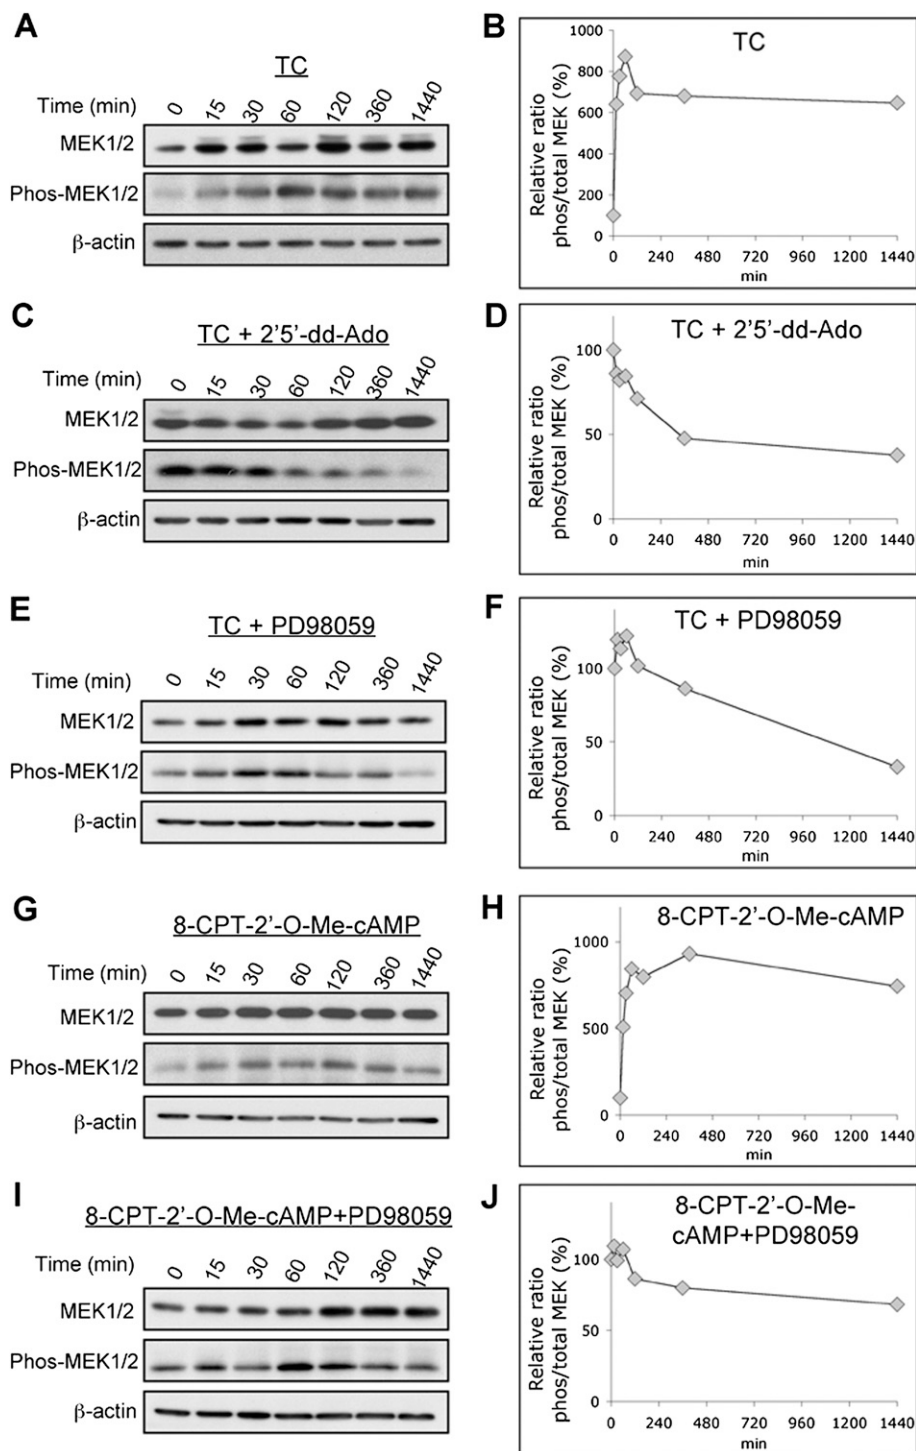 A
TC
Time (min) 0 15 30 60 120 360 1440
MEK1/2
Phos-MEK1/2
β-actin
B
TC
Relative ratio
phos/total MEK (%)
1000
800
600
400
200
0
0 240 480 720 960 1200 1440
min
C
TC + 2'5'-dd-Ado
Time (min) 0 15 30 60 120 360 1440
MEK1/2
Phos-MEK1/2
β-actin
D
TC + 2'5'-dd-Ado
Relative ratio
phos/total MEK (%)
100
50
0
0 240 480 720 960 1200 1440
min
E
TC + PD98059
Time (min) 0 15 30 60 120 360 1440
MEK1/2
Phos-MEK1/2
β-actin
F
TC + PD98059
Relative ratio
phos/total MEK (%)
100
50
0
0 240 480 720 960 1200 1440
min
G
8-CPT-2'-O-Me-cAMP
Time (min) 0 15 30 60 120 360 1440
MEK1/2
Phos-MEK1/2
β-actin
H
8-CPT-2'-O-Me-cAMP
Relative ratio
phos/total MEK (%)
1000
500
0
0 240 480 720 960 1200 1440
min
I
8-CPT-2'-O-Me-cAMP+PD98059
Time (min) 0 15 30 60 120 360 1440
MEK1/2
Phos-MEK1/2
β-actin
J
8-CPT-2'-O-Me-
cAMP+PD98059
Relative ratio
phos/total MEK (%)
100
50
0
0 240 480 720 960 1200 1440
min